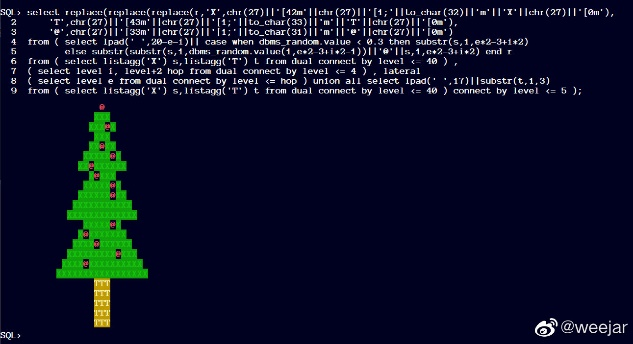 SQL> select replace(replace(replace(r,'X',chr(27)||'[42m'||chr(27)||'[1;'||to_char(32)||'m'||'X'||chr(27)||'[0m'),
2 'T',chr(27)||'[43m'||chr(27)||'[1;'||to_char(33)||'m'||'T'||chr(27)||'[0m'),
3 '@',chr(27)||'[33m'||chr(27)||'[1;'||to_char(31)||'m'||'@'||chr(27)||'[0m')
4 from ( select lpad(' ',20-e-i)|| case when dbms_random.value < 0.3 then substr(s,1,e*2-3+i*2)
5 else substr(substr(s,1,dbms_random.value(1,e*2-3+i*2-1))||'@'||s,1,e*2-3+i*2) end r
6 from ( select listagg('X') s,listagg('T') t from dual connect by level <= 40 ) ,
7 ( select level i, level+2 hop from dual connect by level <= 4 ) , lateral
8 ( select level e from dual connect by level <= hop ) union all select lpad(' ',17)||substr(t,1,3)
9 from ( select listagg('X') s,listagg('T') t from dual connect by level <= 40 ) connect by level <= 5 );
TTT
TTT
TTT
TTT
TTT
SQL>
@weejar